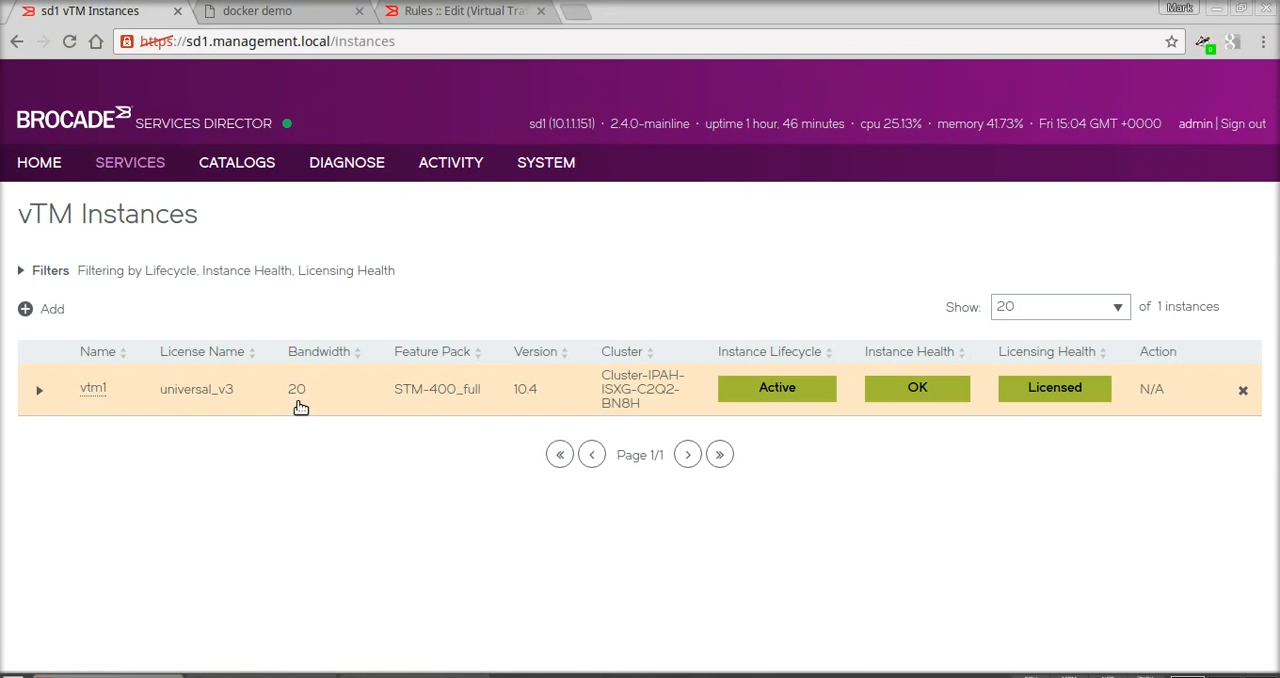 sd1 vTM Instances
docker demo
Rules :: Edit (Virtual Tra
Mark
https://sd1.management.local/instances
0
BROCADE SERVICES DIRECTOR
sd1 (10.1.1.151) · 2.4.0-mainline · uptime 1 hour, 46 minutes · cpu 25.13% · memory 41.73% · Fri 15:04 GMT +0000 admin | Sign out
HOME SERVICES CATALOGS DIAGNOSE ACTIVITY SYSTEM
vTM Instances
Filters Filtering by Lifecycle, Instance Health, Licensing Health
Add
Show: 20 of 1 instances
Name License Name Bandwidth Feature Pack Version Cluster Instance Lifecycle Instance Health Licensing Health Action
vtm1 universal_v3 20 STM-400_full 10.4 Cluster-IPAH-
ISXG-C2Q2-
BN8H
Active OK Licensed N/A
« ‹ Page 1/1 › »